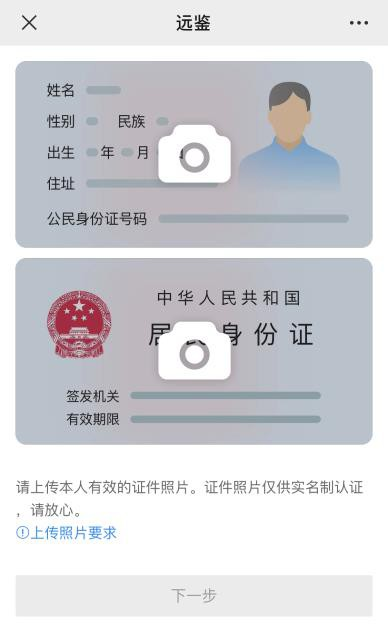 远鉴
姓名
性别 民族
出生 年 月
住址
公民身份证号码
中华人民共和国
居民身份证
签发机关
有效期限
请上传本人有效的证件照片。证件照片仅供实名制认证
，请放心。
上传照片要求
下一步